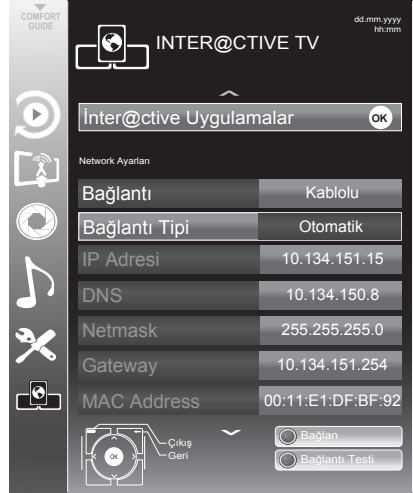 COMFORT
GUIDE
INTER@CTIVE TV
dd.mm.yyyy
hh:mm
İnter@ctive Uygulamalar OK
Network Ayarları
Bağlantı Kablolu
Bağlantı Tipi Otomatik
IP Adresi 10.134.151.15
DNS 10.134.150.8
Netmask 255.255.255.0
Gateway 10.134.151.254
MAC Address 00:11:E1:DF:BF:92
OK
Çıkış
Geri
Bağlan
Bağlantı Testi